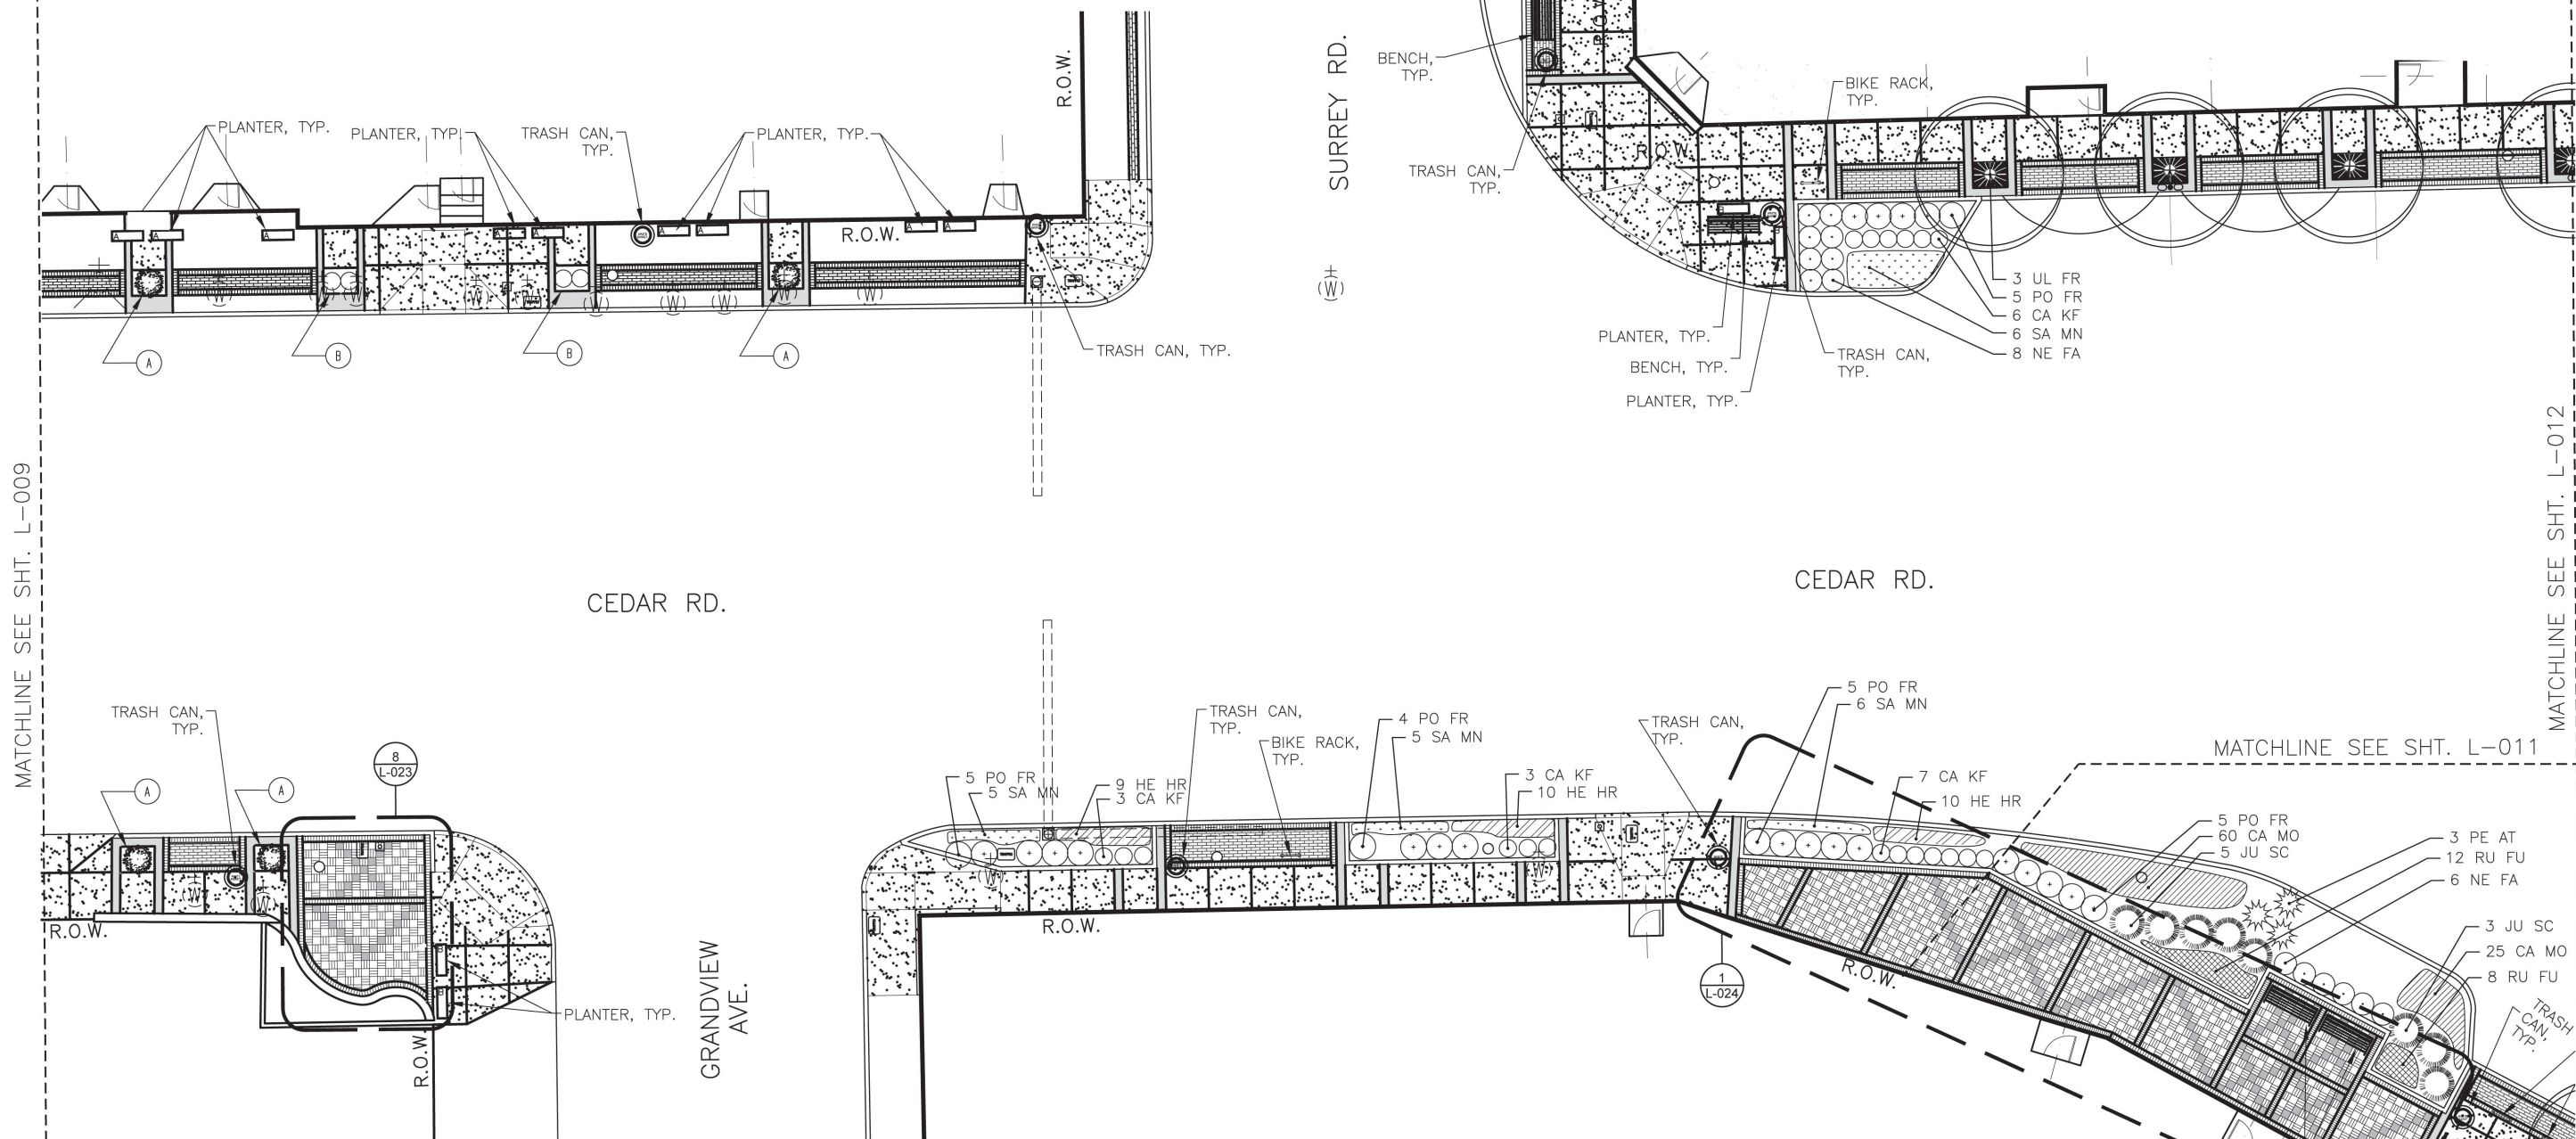 PLANTER, TYP.
PLANTER, TYP.
TRASH CAN,
TYP.
PLANTER, TYP.
R.O.W.
R.O.W.
A
B
B
A
TRASH CAN, TYP.
SURREY RD.
(W)
BENCH,
TYP.
TRASH CAN,
TYP.
BIKE RACK,
TYP.
R.O.W.
3 UL FR
5 PO FR
6 CA KF
6 SA MN
8 NE FA
PLANTER, TYP.
BENCH, TYP.
PLANTER, TYP.
TRASH CAN,
TYP.
MATCHLINE SEE SHT. L-009
MATCHLINE SEE SHT. L-012
CEDAR RD.
CEDAR RD.
MATCHLINE SEE SHT. L-011
TRASH CAN,
TYP.
A
A
8
L-023
R.O.W.
R.O.W.
PLANTER, TYP.
GRANDVIEW
AVE.
5 PO FR
5 SA MN
9 HE HR
3 CA KF
TRASH CAN,
TYP.
BIKE RACK,
TYP.
4 PO FR
5 SA MN
3 CA KF
10 HE HR
TRASH CAN,
TYP.
R.O.W.
5 PO FR
6 SA MN
7 CA KF
10 HE HR
1
L-024
R.O.W.
5 PO FR
60 CA MO
5 JU SC
3 PE AT
12 RU FU
6 NE FA
3 JU SC
25 CA MO
8 RU FU
TRASH
CAN,
TYP.